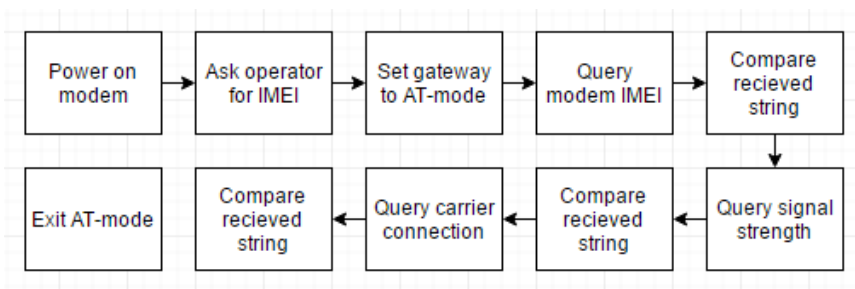 Power on
modem
Ask operator
for IMEI
Set gateway
to AT-mode
Query
modem IMEI
Compare
recieved
string
Query signal
strength
Compare
recieved
string
Query carrier
connection
Compare
recieved
string
Exit AT-mode